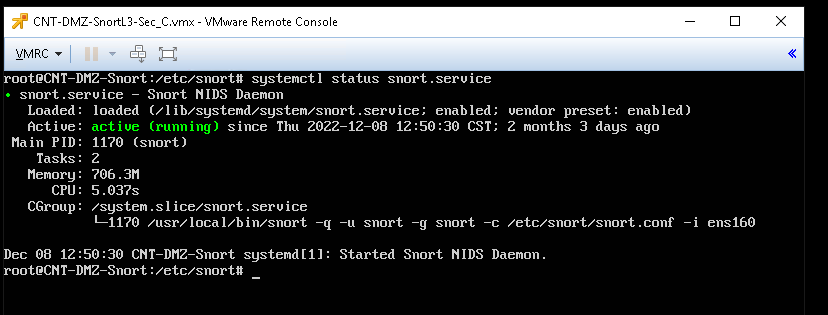 CNT-DMZ-SnortL3-Sec_C.vmx - VMware Remote Console
VMRC
root@CNT-DMZ-Snort:/etc/snort# systemctl status snort.service
• snort.service - Snort NIDS Daemon
Loaded: loaded (/lib/systemd/system/snort.service; enabled; vendor preset: enabled)
Active: active (running) since Thu 2022-12-08 12:50:30 CST; 2 months 3 days ago
Main PID: 1170 (snort)
Tasks: 2
Memory: 706.3M
CPU: 5.037s
CGroup: /system.slice/snort.service
└─1170 /usr/local/bin/snort -q -u snort -g snort -c /etc/snort/snort.conf -i ens160
Dec 08 12:50:30 CNT-DMZ-Snort systemd[1]: Started Snort NIDS Daemon.
root@CNT-DMZ-Snort:/etc/snort# _